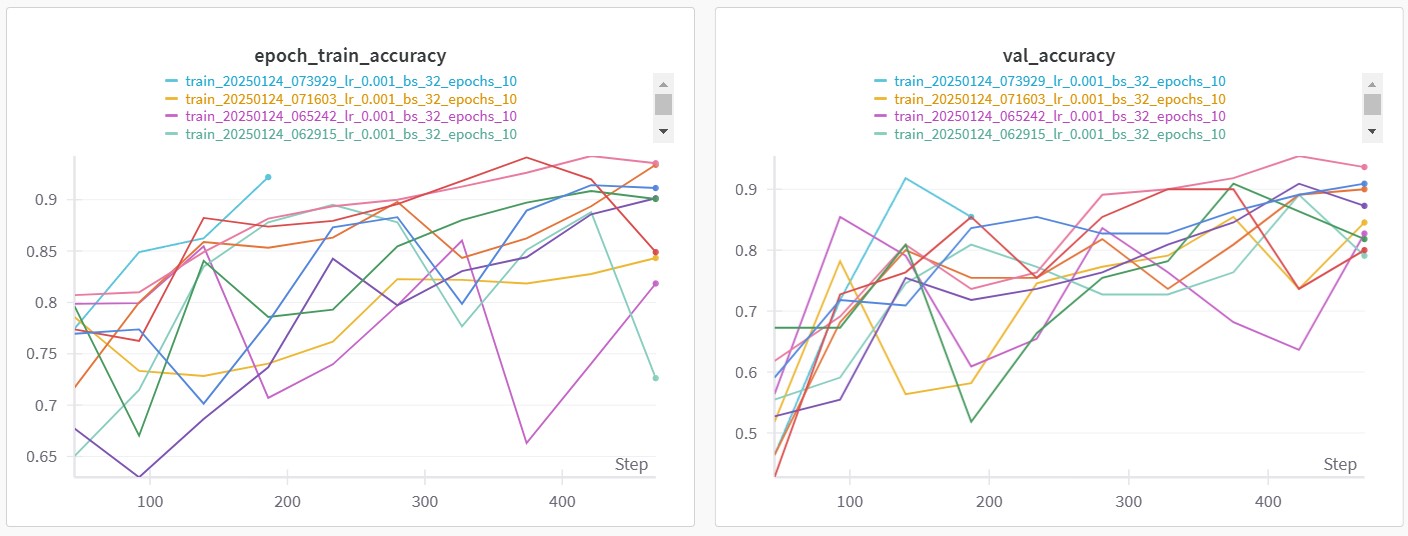 epoch_train_accuracy
train_20250124_073929_lr_0.001_bs_32_epochs_10
train_20250124_071603_lr_0.001_bs_32_epochs_10
train_20250124_065242_lr_0.001_bs_32_epochs_10
train_20250124_062915_lr_0.001_bs_32_epochs_10
0.9
0.85
0.8
0.75
0.7
0.65
Step
100
200
300
400
val_accuracy
train_20250124_073929_lr_0.001_bs_32_epochs_10
train_20250124_071603_lr_0.001_bs_32_epochs_10
train_20250124_065242_lr_0.001_bs_32_epochs_10
train_20250124_062915_lr_0.001_bs_32_epochs_10
0.9
0.8
0.7
0.6
0.5
Step
100
200
300
400